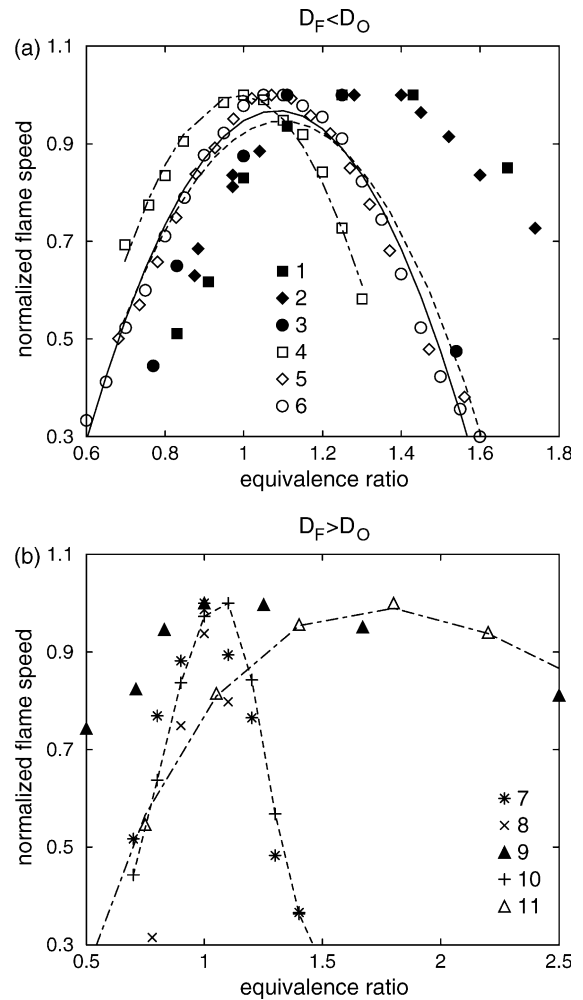 D_F<D_O
(a)
1.1
0.9
0.7
0.5
0.3
normalized flame speed
1
2
3
4
5
6
0.6 0.8 1 1.2 1.4 1.6 1.8
equivalence ratio
D_F>D_O
(b)
1.1
0.9
0.7
0.5
0.3
normalized flame speed
7
8
9
10
11
0.5 1 1.5 2 2.5
equivalence ratio